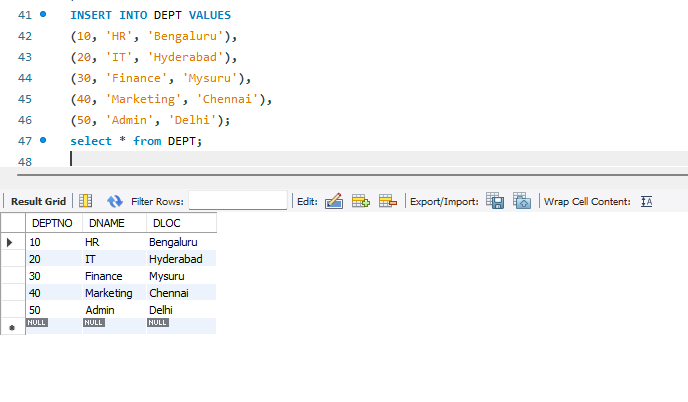 41 INSERT INTO DEPT VALUES
42 (10, 'HR', 'Bengaluru'),
43 (20, 'IT', 'Hyderabad'),
44 (30, 'Finance', 'Mysuru'),
45 (40, 'Marketing', 'Chennai'),
46 (50, 'Admin', 'Delhi');
47 select * from DEPT;
48
Result Grid Filter Rows: Edit: Export/Import: Wrap Cell Content: IA
DEPTNO DNAME DLOC
10 HR Bengaluru
20 IT Hyderabad
30 Finance Mysuru
40 Marketing Chennai
50 Admin Delhi
NULL NULL NULL